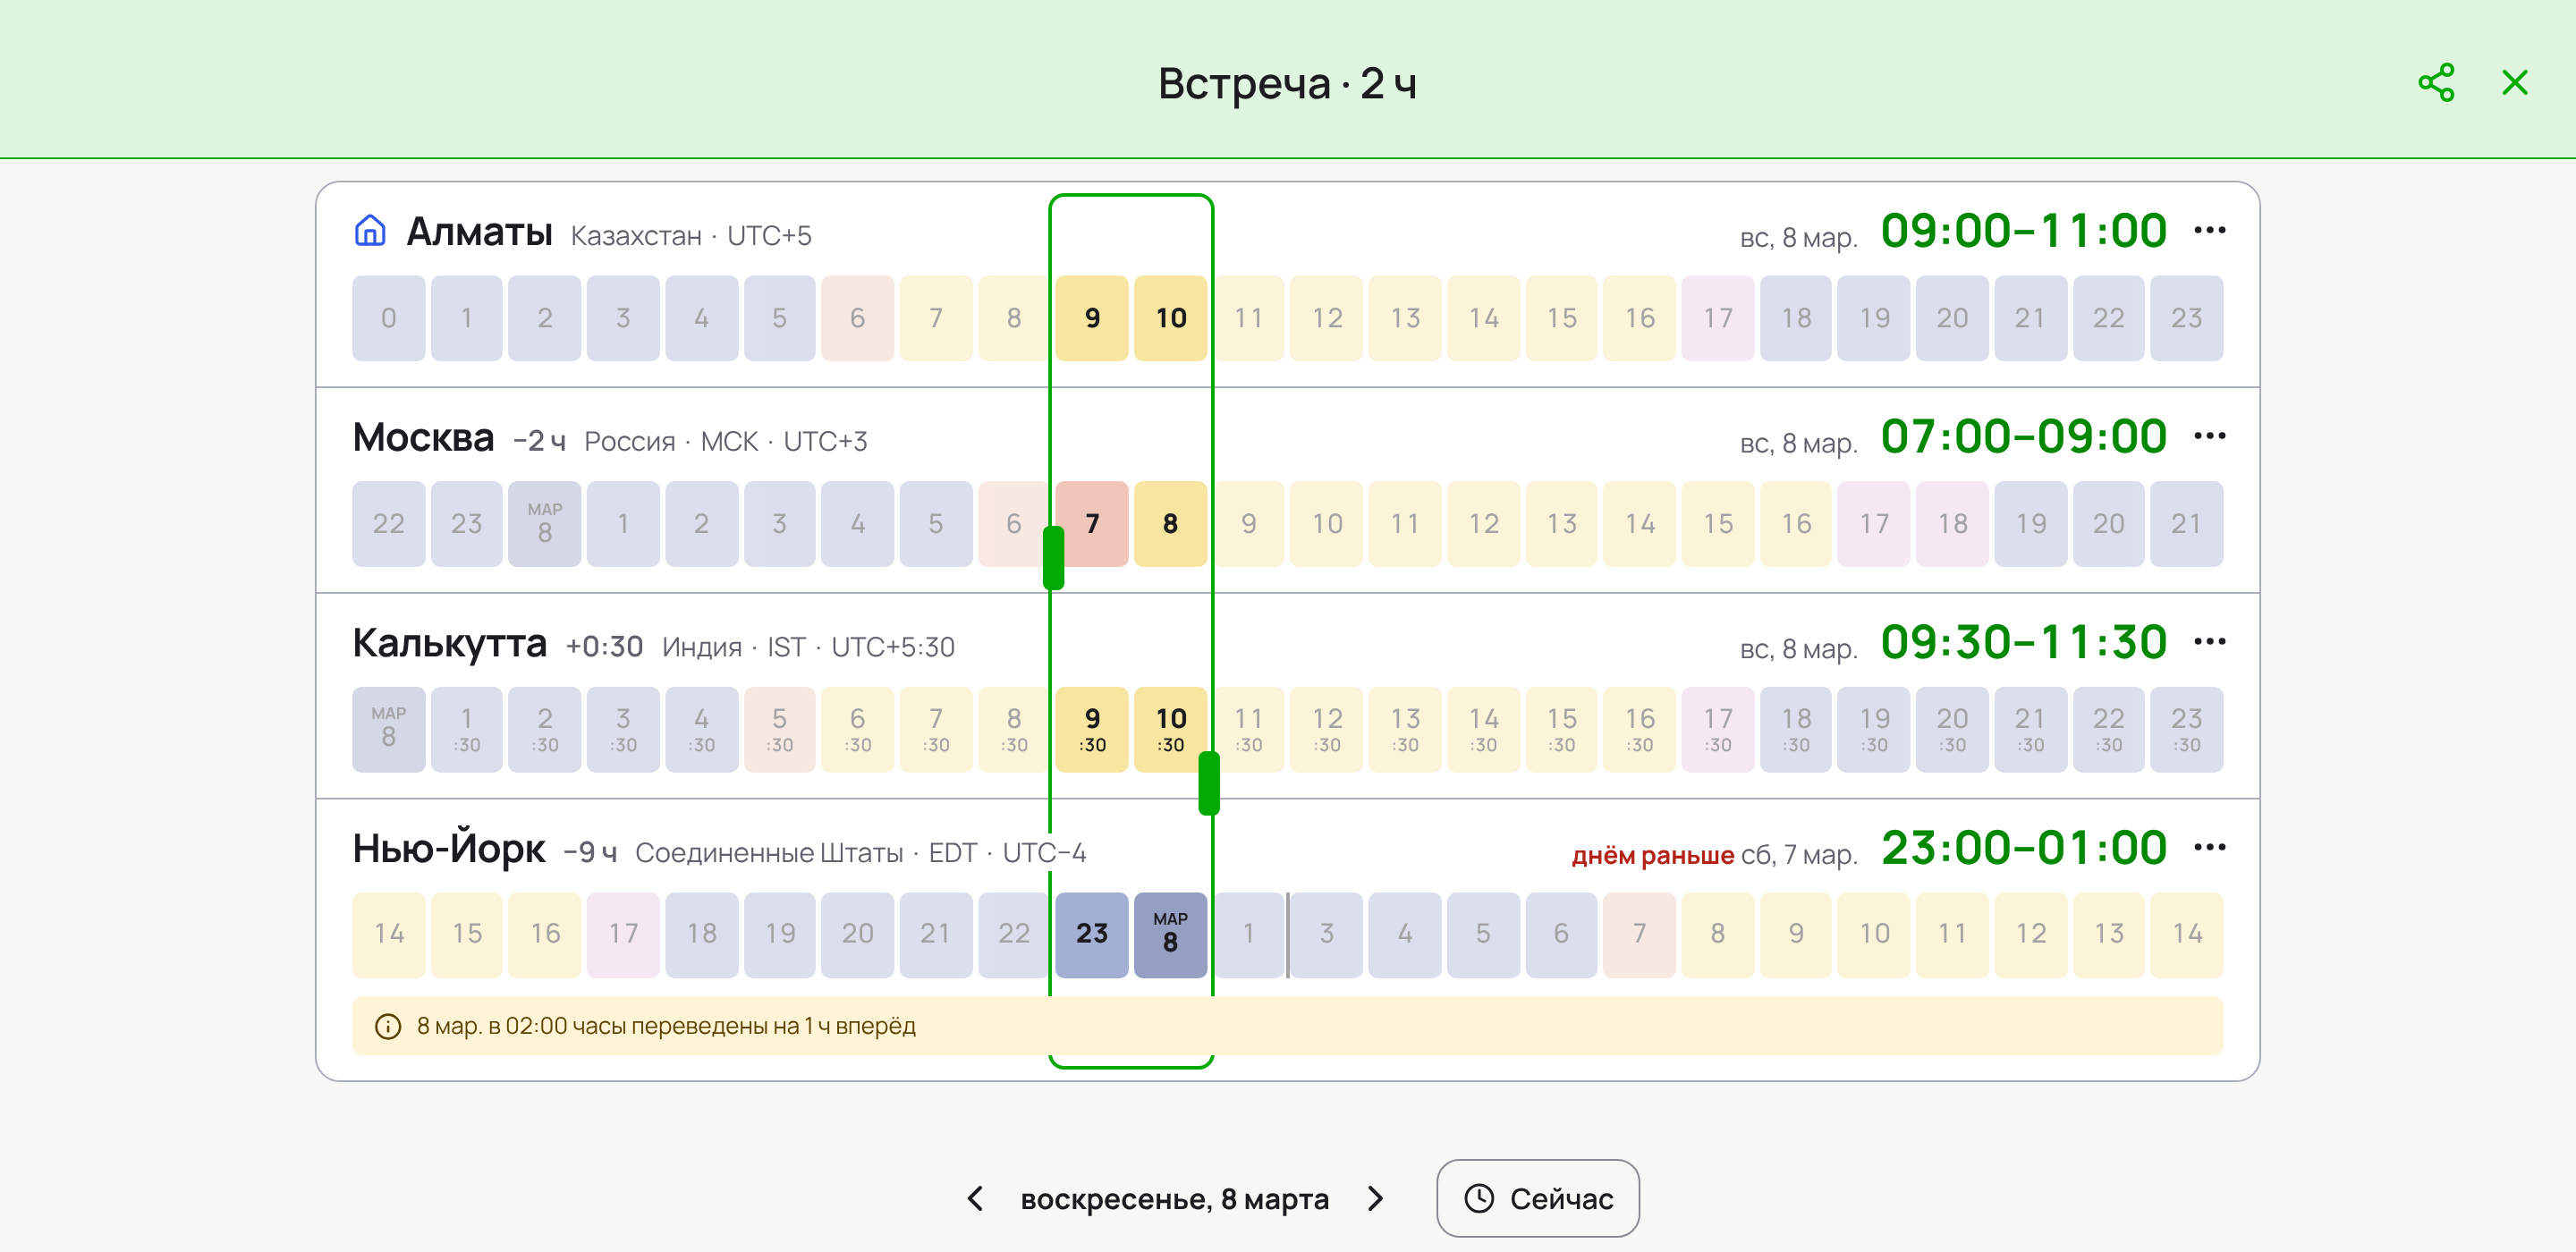 Встреча · 2 ч
Алматы Казахстан · UTC+5 вс, 8 мар. 09:00–11:00
0 1 2 3 4 5 6 7 8 9 10 11 12 13 14 15 16 17 18 19 20 21 22 23
Москва −2 ч Россия · МСК · UTC+3 вс, 8 мар. 07:00–09:00
22 23 МАР 8 1 2 3 4 5 6 7 8 9 10 11 12 13 14 15 16 17 18 19 20 21
Калькутта +0:30 Индия · IST · UTC+5:30 вс, 8 мар. 09:30–11:30
МАР 8 1:30 2:30 3:30 4:30 5:30 6:30 7:30 8:30 9:30 10:30 11:30 12:30 13:30 14:30 15:30 16:30 17:30 18:30 19:30 20:30 21:30 22:30 23:30
Нью-Йорк −9 ч Соединенные Штаты · EDT · UTC−4 днём раньше сб, 7 мар. 23:00–01:00
14 15 16 17 18 19 20 21 22 23 МАР 8 1 3 4 5 6 7 8 9 10 11 12 13 14
8 мар. в 02:00 часы переведены на 1 ч вперёд
воскресенье, 8 марта Сейчас